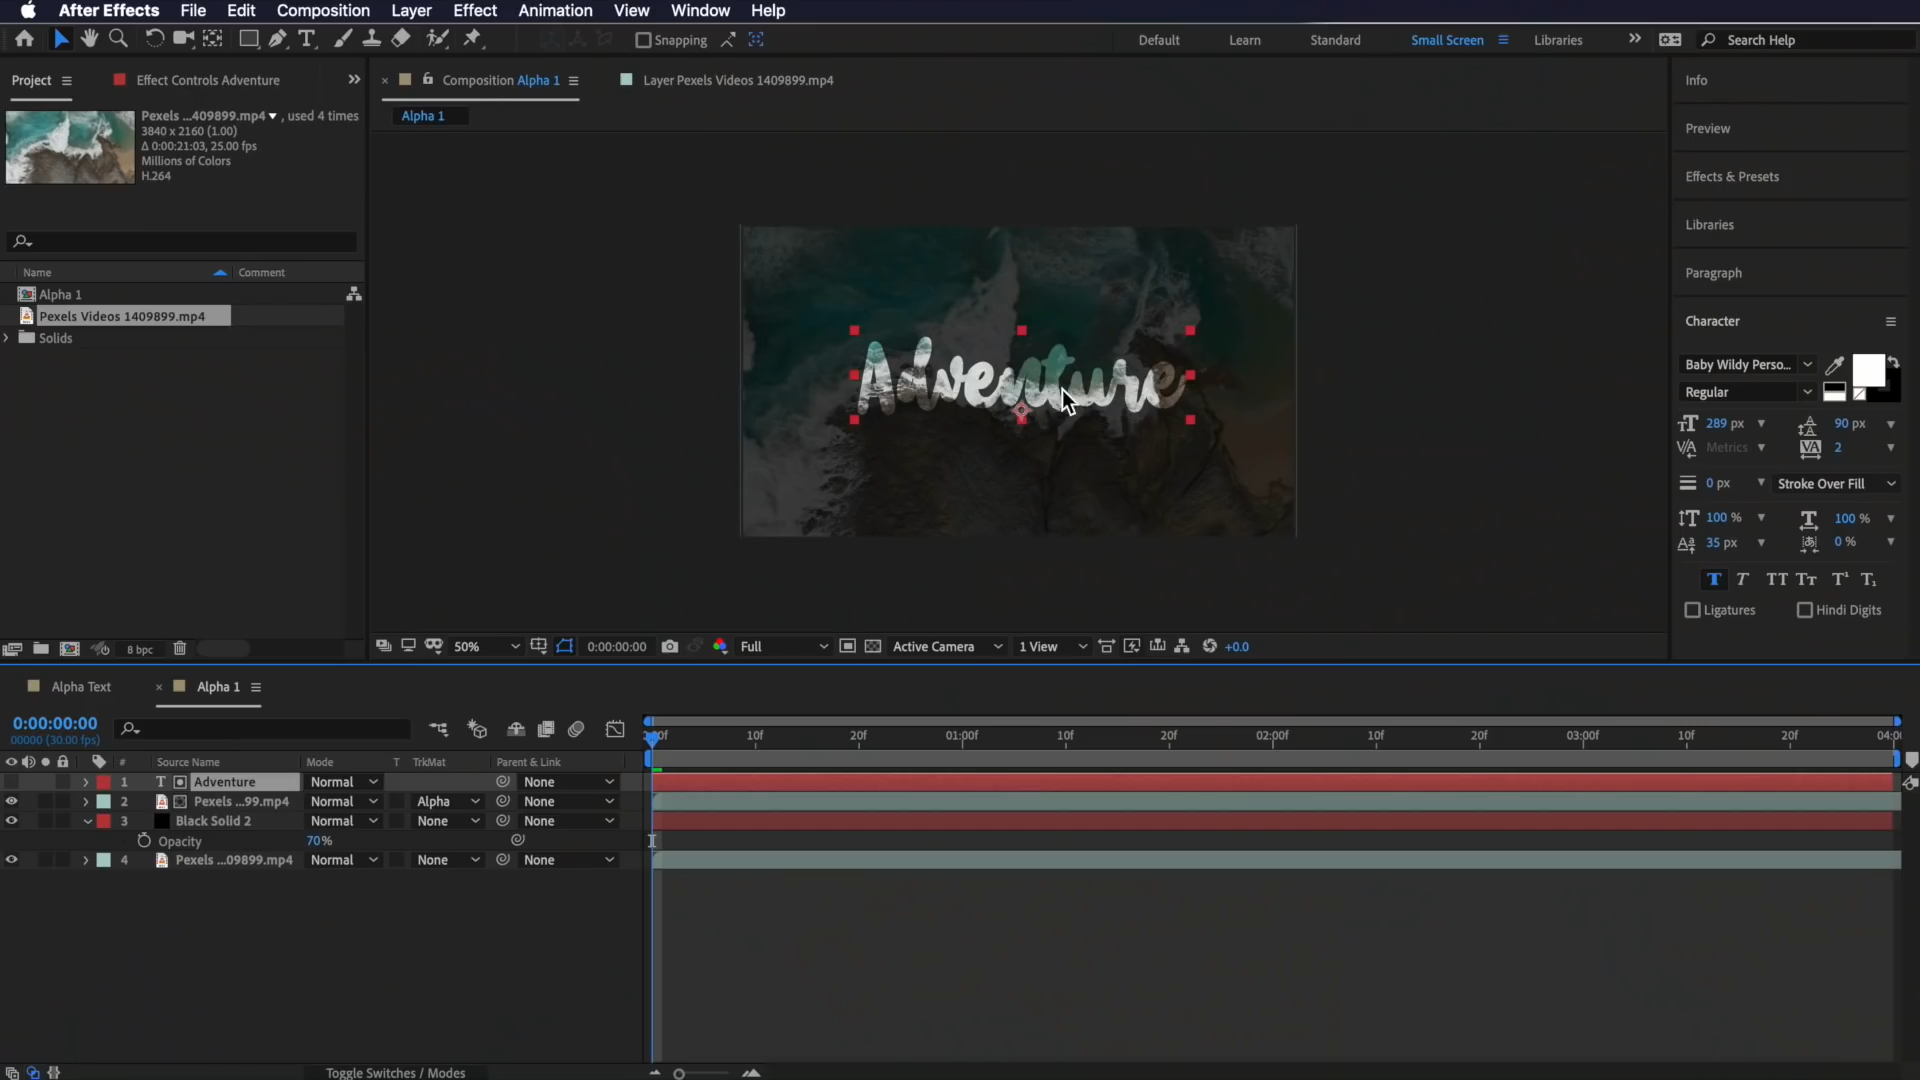 After Effects File Edit Composition Layer Effect Animation View Window Help
Snapping Default Learn Standard Small Screen Libraries Search Help
Project Effect Controls Adventure
Composition Alpha 1 Layer Pexels Videos 1409899.mp4
Alpha 1
Pexels ...409899.mp4 , used 4 times
3840 x 2160 (1.00)
Δ 0:00:21:03, 25.00 fps
Millions of Colors
H.264
Name Comment
Alpha 1
Pexels Videos 1409899.mp4
Solids
8 bpc
Adventure
50% 0:00:00:00 Full Active Camera 1 View +0.0
Info
Preview
Effects & Presets
Libraries
Paragraph
Character
Baby Wildy Perso...
Regular
289 px 90 px
Metrics 2
0 px Stroke Over Fill
100 % 100 %
35 px 0 %
T T TT Tт T¹ T₁
Ligatures Hindi Digits
Alpha Text Alpha 1
0:00:00:00
00000 (30.00 fps)
10f 20f 01:00f 10f 20f 02:00f 10f 20f 03:00f 10f 20f
# Source Name Mode T TrkMat Parent & Link
1 T Adventure Normal None
2 Pexels ...99.mp4 Normal Alpha None
3 Black Solid 2 Normal None None
Opacity 70%
4 Pexels ...09899.mp4 Normal None None
Toggle Switches / Modes